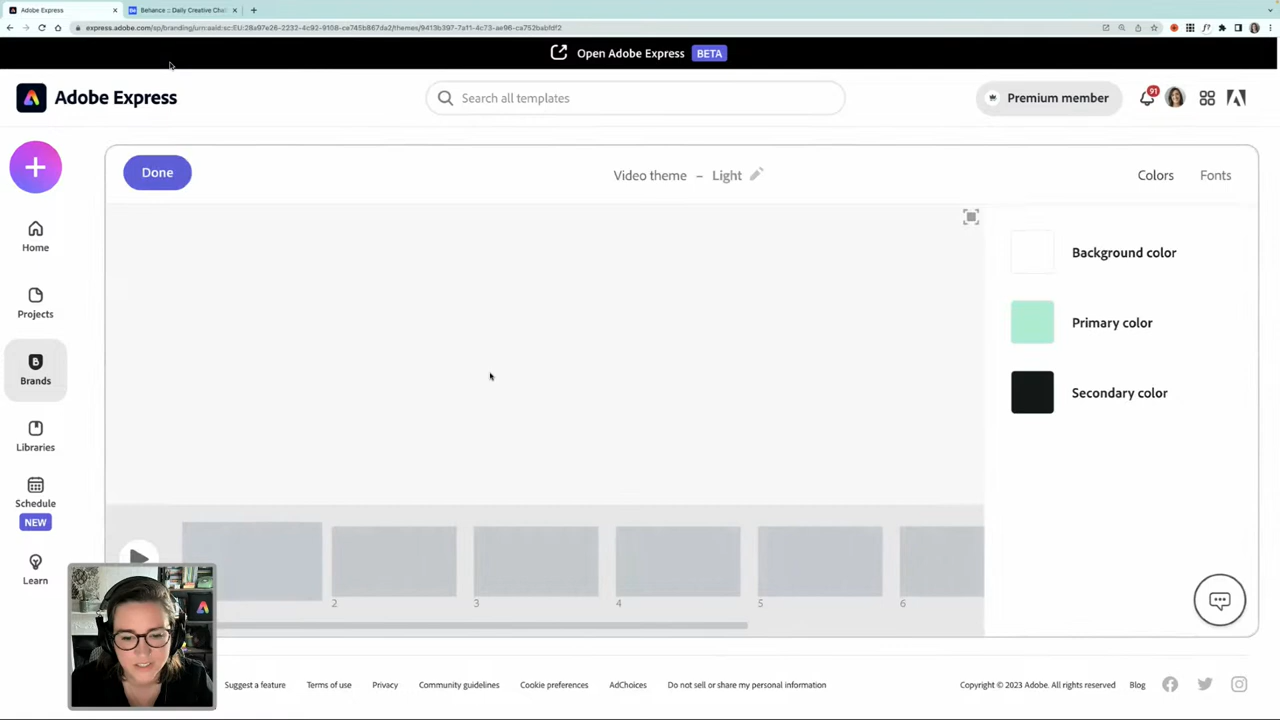 Adobe Express
Behance :: Daily Creative Chal
Open Adobe Express BETA
Adobe Express
Search all templates
Premium member
91
Done
Video theme – Light
Colors
Fonts
Home
Projects
Brands
Libraries
Schedule
NEW
Learn
Background color
Primary color
Secondary color
2
3
4
5
6
Suggest a feature
Terms of use
Privacy
Community guidelines
Cookie preferences
AdChoices
Do not sell or share my personal information
Copyright © 2023 Adobe. All rights reserved
Blog